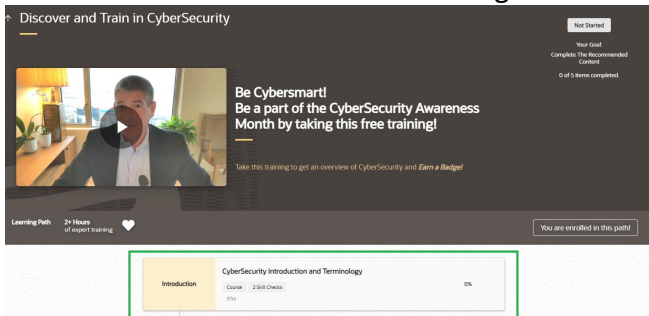 Discover and Train in CyberSecurity
Not Started
Your Goal
Complete The Recommended
Content
0 of 5 items completed.
Be Cybersmart!
Be a part of the CyberSecurity Awareness
Month by taking this free training!
Take this training to get an overview of CyberSecurity and Earn a Badge!
Learning Path
2+ Hours
of expert training
You are enrolled in this path!
Introduction
CyberSecurity Introduction and Terminology
Course
2 Skill Checks
37m
0%